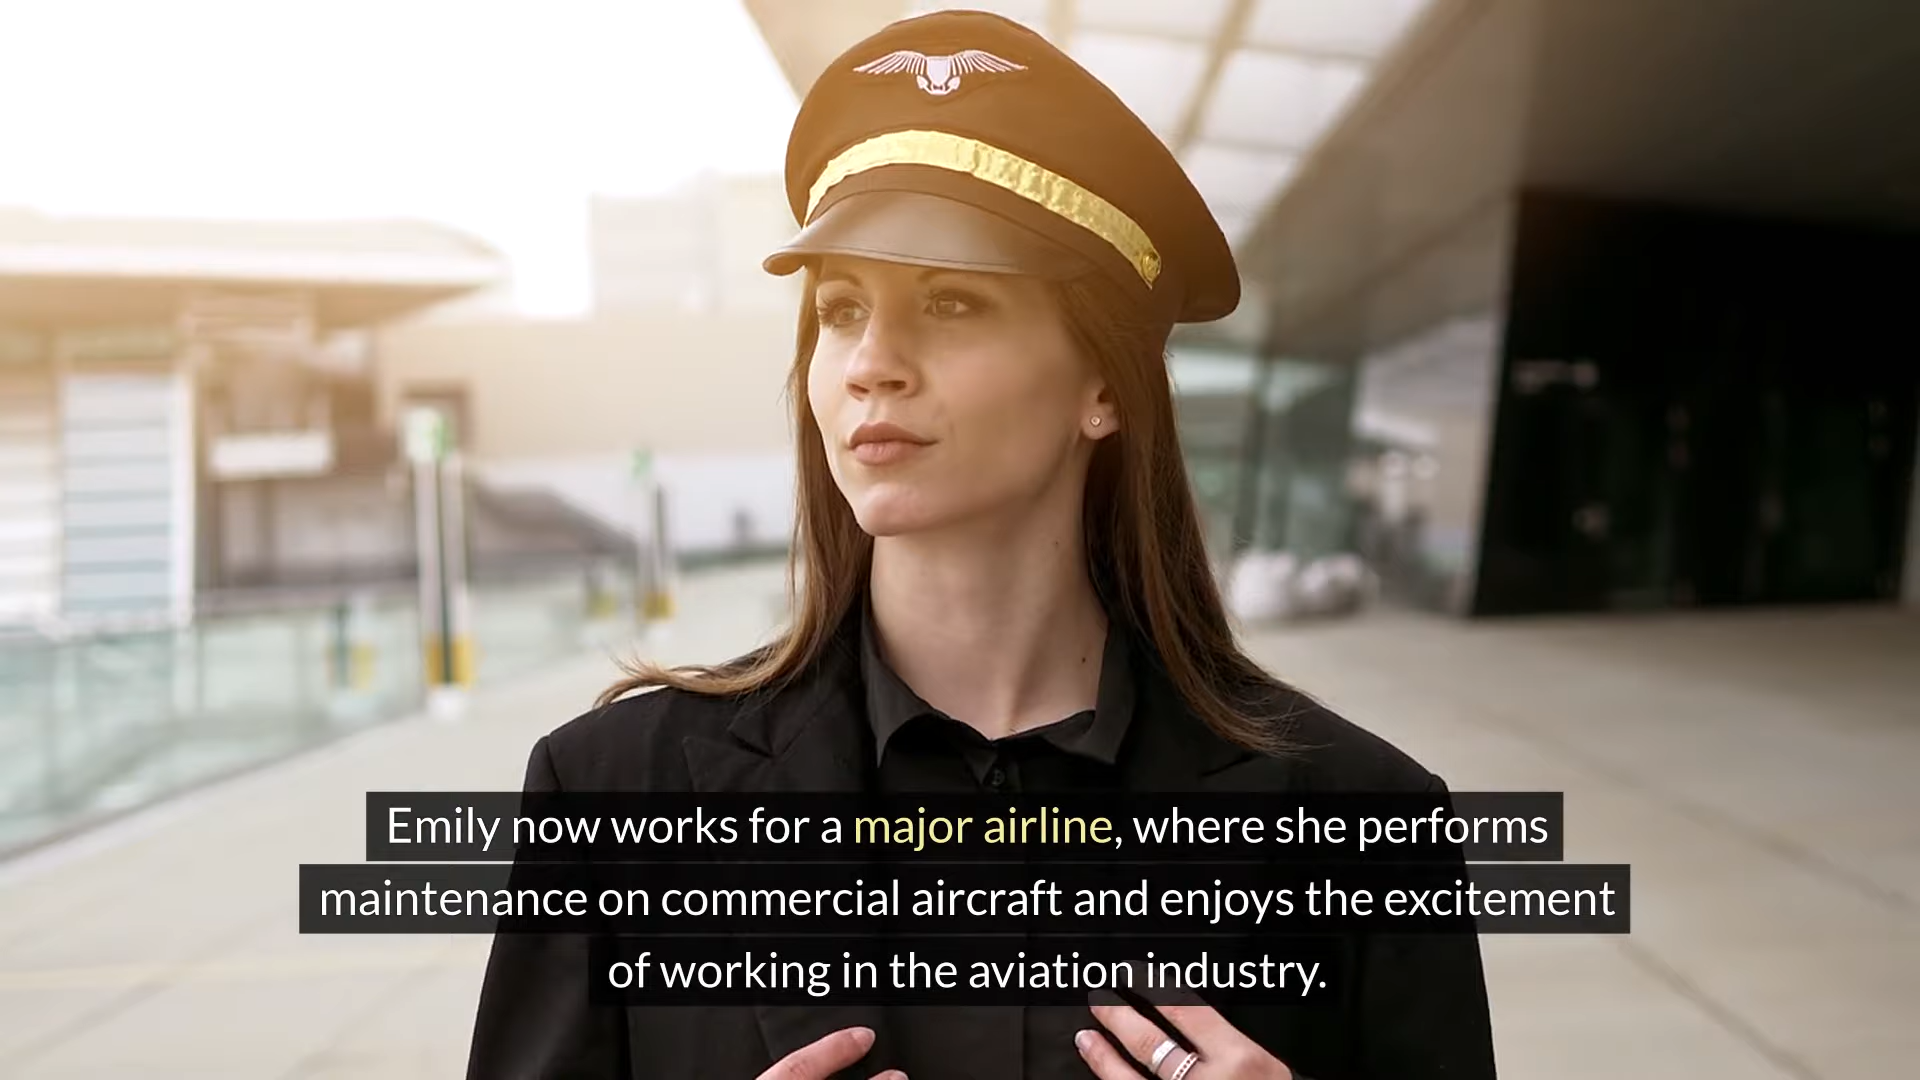 Emily now works for a major airline, where she performs
maintenance on commercial aircraft and enjoys the excitement
of working in the aviation industry.